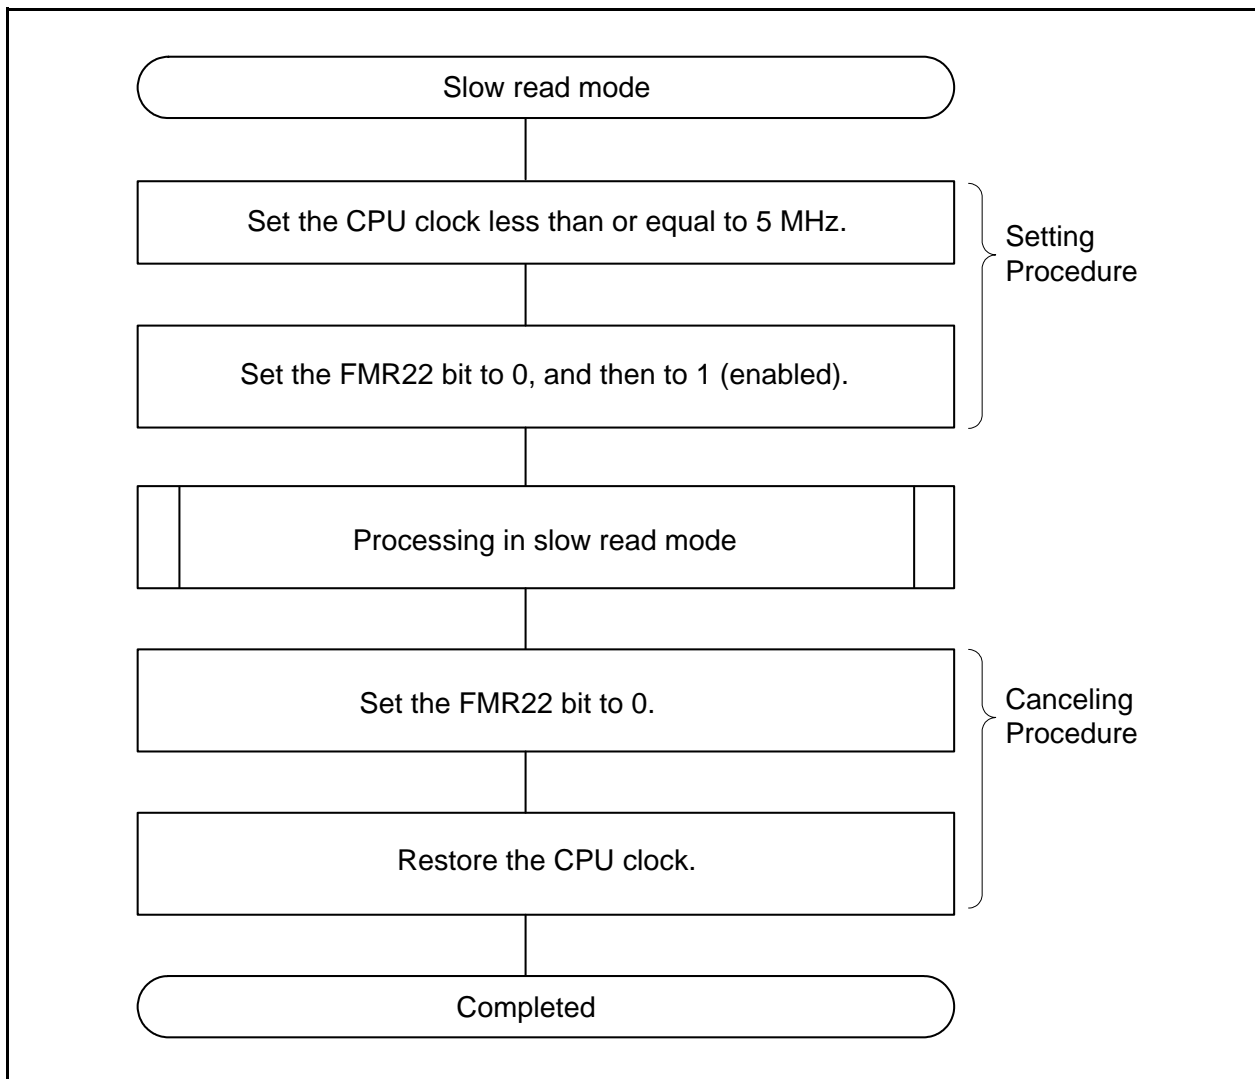 Slow read mode
Set the CPU clock less than or equal to 5 MHz.
Setting
Procedure
Set the FMR22 bit to 0, and then to 1 (enabled).
Processing in slow read mode
Set the FMR22 bit to 0.
Canceling
Procedure
Restore the CPU clock.
Completed